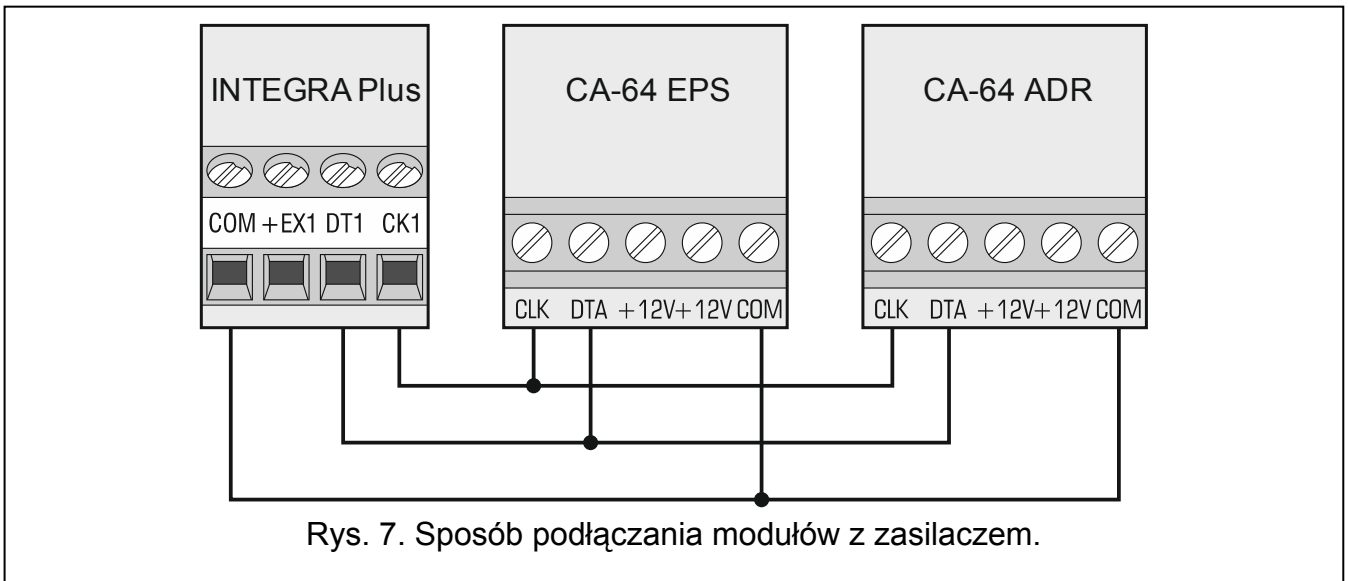 INTEGRA Plus
COM +EX1 DT1 CK1
CA-64 EPS
CLK DTA +12V+12V COM
CA-64 ADR
CLK DTA +12V+12V COM
Rys. 7. Sposób podłączania modułów z zasilaczem.